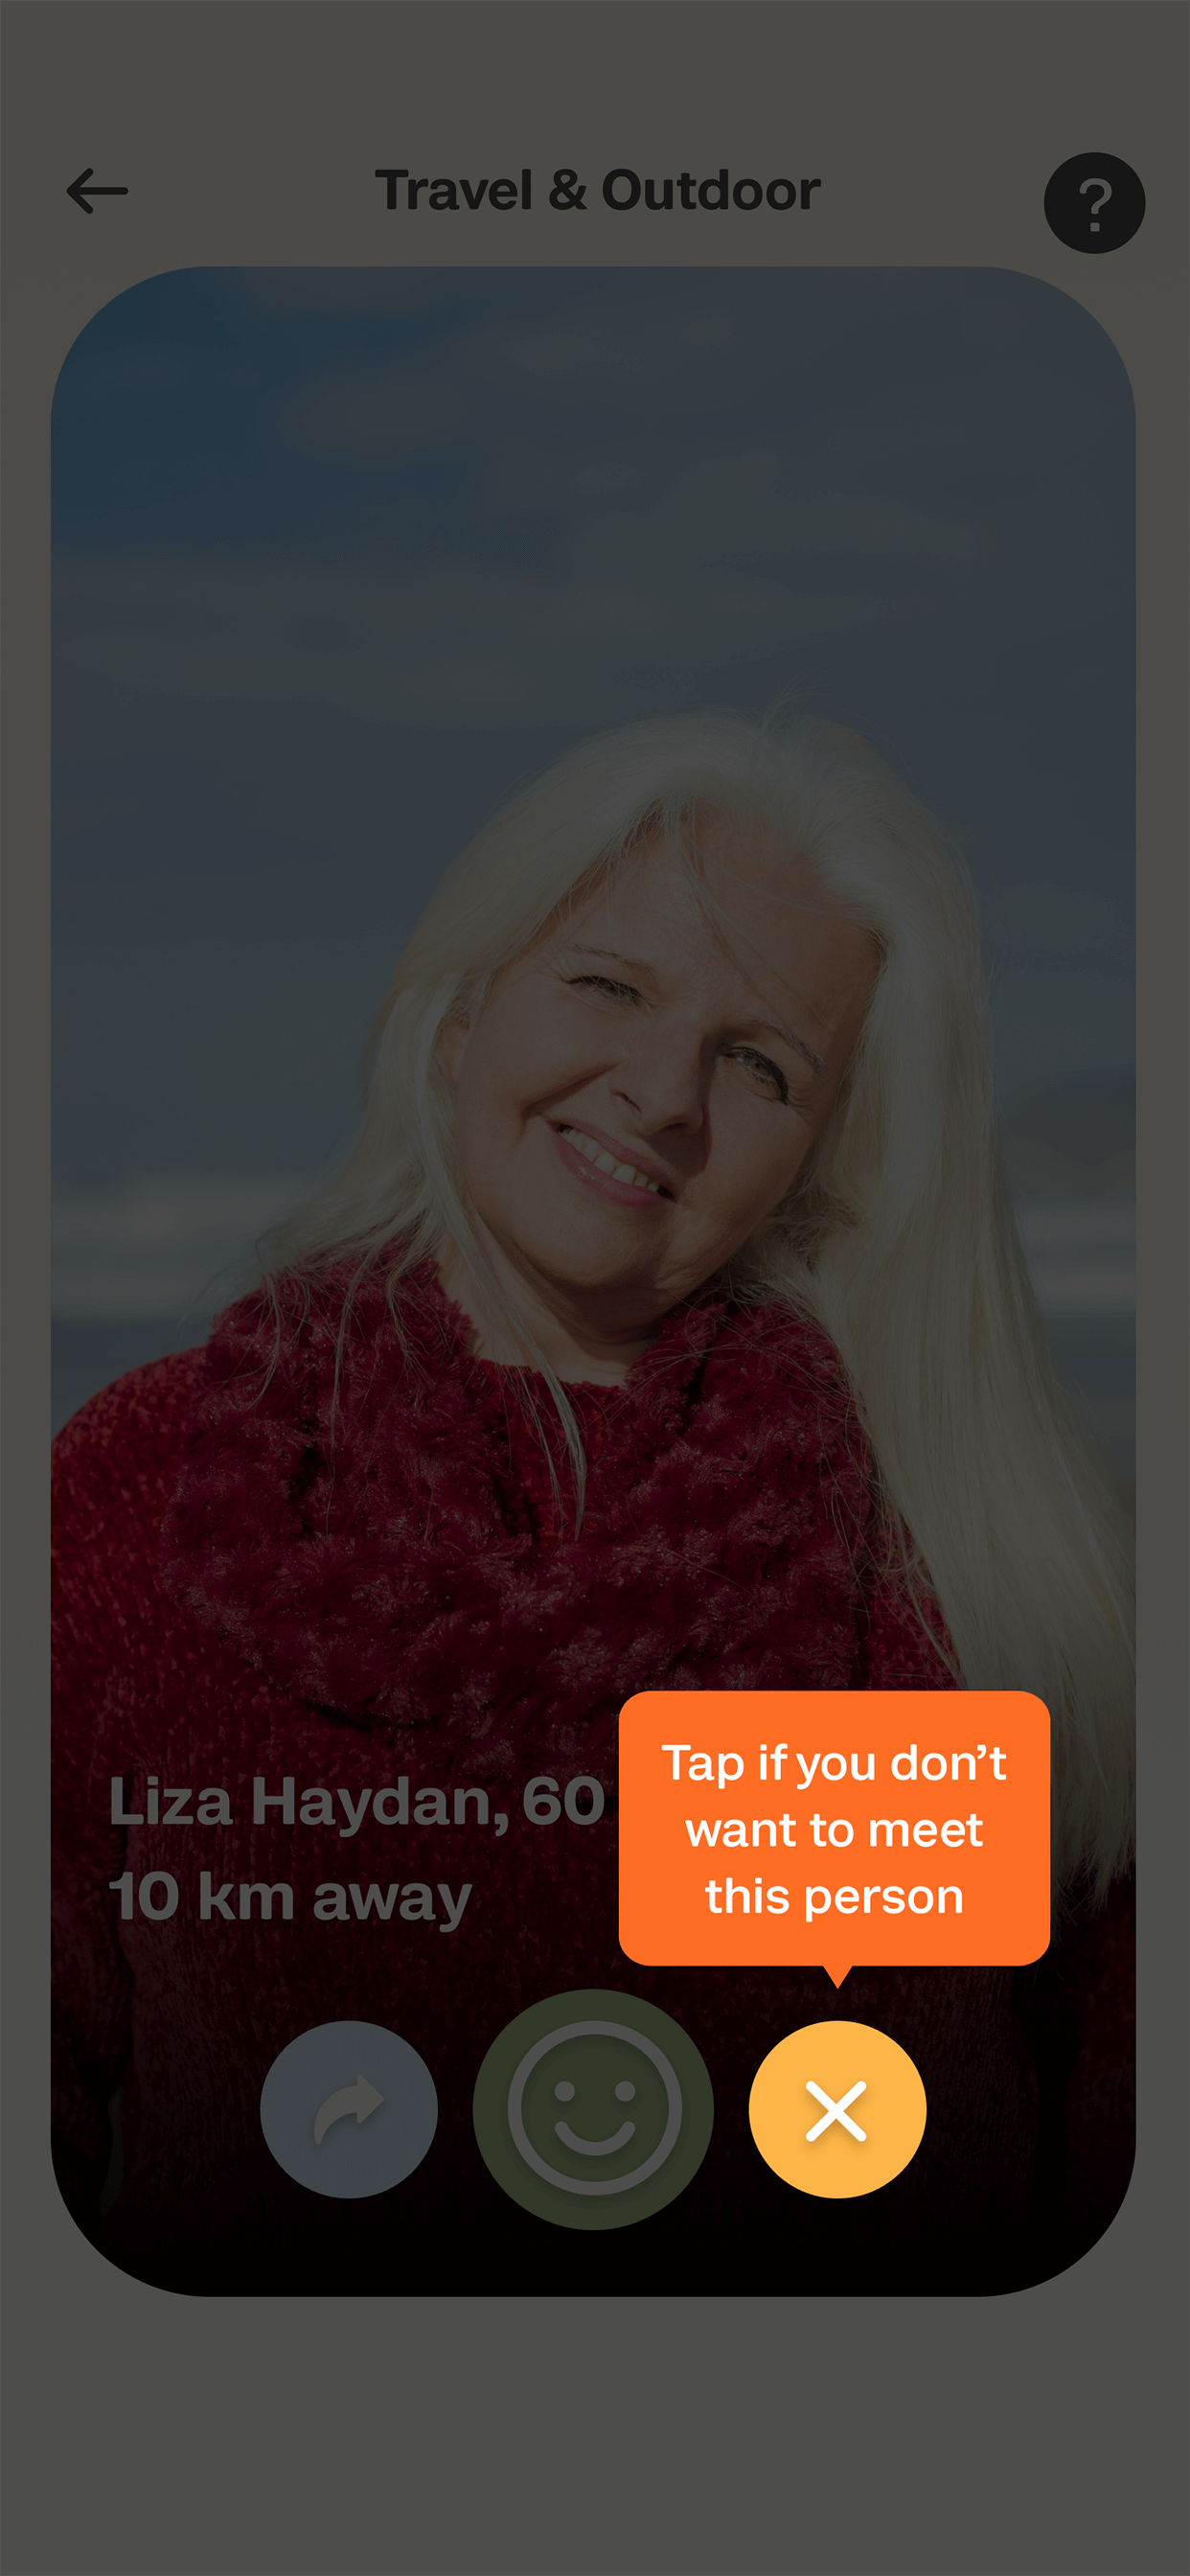 Travel & Outdoor
?
Liza Haydan, 60
10 km away
Tap if you don’t
want to meet
this person